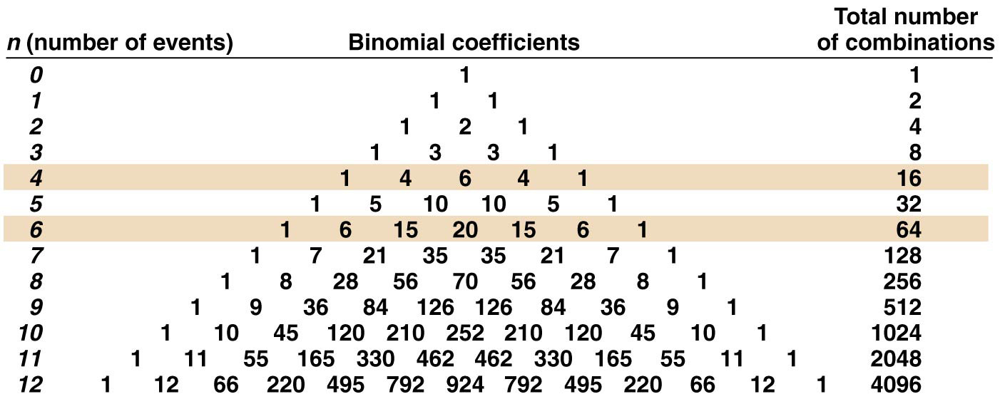 Total number
n (number of events) Binomial coefficients of combinations
0 1 1
1 1 1 2
2 1 2 1 4
3 1 3 3 1 8
4 1 4 6 4 1 16
5 1 5 10 10 5 1 32
6 1 6 15 20 15 6 1 64
7 1 7 21 35 35 21 7 1 128
8 1 8 28 56 70 56 28 8 1 256
9 1 9 36 84 126 126 84 36 9 1 512
10 1 10 45 120 210 252 210 120 45 10 1 1024
11 1 11 55 165 330 462 462 330 165 55 11 1 2048
12 1 12 66 220 495 792 924 792 495 220 66 12 1 4096